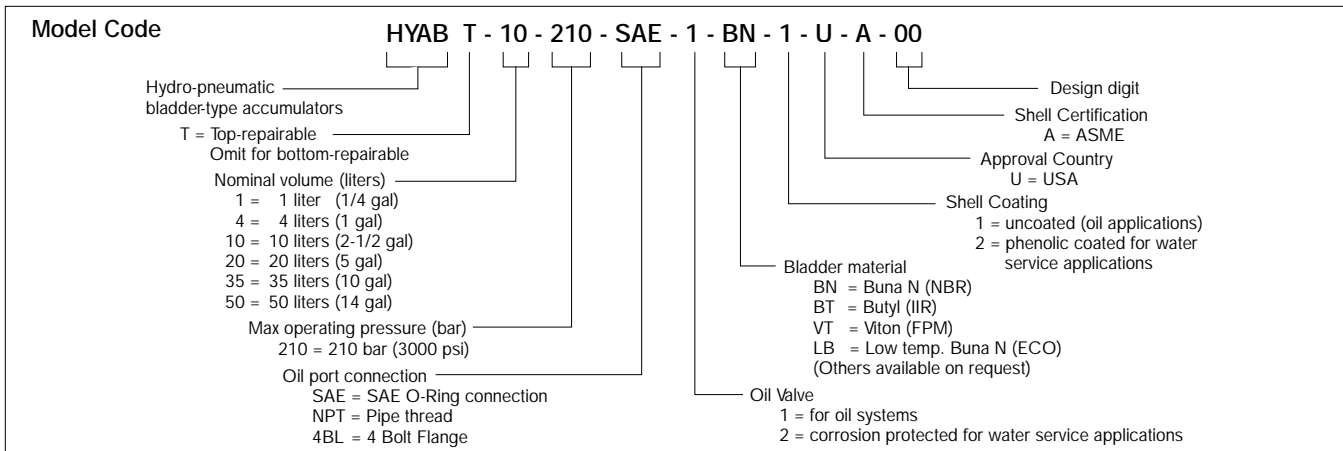 Model Code
HYAB T - 10 - 210 - SAE - 1 - BN - 1 - U - A - 00
Hydro-pneumatic
bladder-type accumulators
T = Top-repairable
Omit for bottom-repairable
Nominal volume (liters)
1 = 1 liter (1/4 gal)
4 = 4 liters (1 gal)
10 = 10 liters (2-1/2 gal)
20 = 20 liters (5 gal)
35 = 35 liters (10 gal)
50 = 50 liters (14 gal)
Max operating pressure (bar)
210 = 210 bar (3000 psi)
Oil port connection
SAE = SAE O-Ring connection
NPT = Pipe thread
4BL = 4 Bolt Flange
Design digit
Shell Certification
A = ASME
Approval Country
U = USA
Shell Coating
1 = uncoated (oil applications)
2 = phenolic coated for water
service applications
Bladder material
BN = Buna N (NBR)
BT = Butyl (IIR)
VT = Viton (FPM)
LB = Low temp. Buna N (ECO)
(Others available on request)
Oil Valve
1 = for oil systems
2 = corrosion protected for water service applications